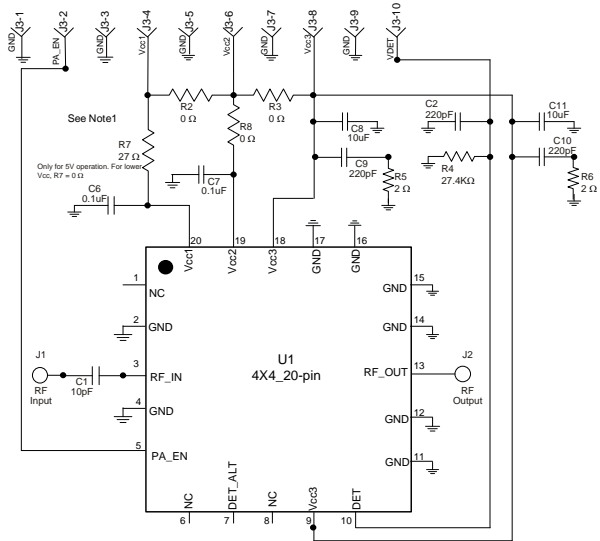 J3-1
GND
J3-2
PA_EN
J3-3
GND
J3-4
Vcc1
J3-5
GND
J3-6
Vcc2
J3-7
GND
J3-8
Vcc3
J3-9
GND
J3-10
VDET
See Note1
R2
0 Ω
R3
0 Ω
R7
27 Ω
Only for 5V operation. For lower
Vcc, R7 = 0 Ω
R8
0 Ω
C8
10uF
C2
220pF
C11
10uF
C9
220pF
C10
220pF
R4
27.4KΩ
R5
2 Ω
R6
2 Ω
C6
0.1uF
C7
0.1uF
20
Vcc1
19
Vcc2
18
Vcc3
17
GND
16
GND
1
NC
2
GND
3
RF_IN
4
GND
5
PA_EN
J1
RF
Input
C1
10pF
U1
4X4_20-pin
15
GND
14
GND
13
RF_OUT
12
GND
11
GND
J2
RF
Output
NC
6
DET_ALT
7
NC
8
Vcc3
9
DET
10